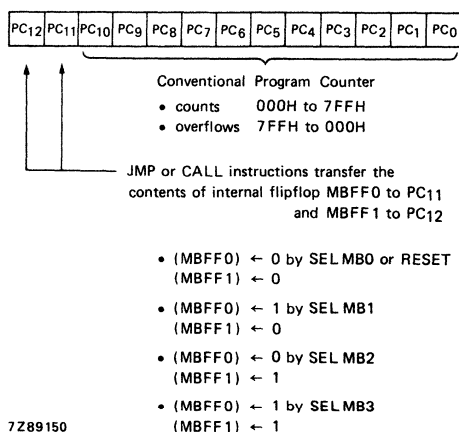 PC12 PC11 PC10 PC9 PC8 PC7 PC6 PC5 PC4 PC3 PC2 PC1 PC0
Conventional Program Counter
• counts 000H to 7FFH
• overflows 7FFH to 000H
JMP or CALL instructions transfer the
contents of internal flipflop MBFF0 to PC11
and MBFF1 to PC12
• (MBFF0) ← 0 by SEL MB0 or RESET
(MBFF1) ← 0
• (MBFF0) ← 1 by SEL MB1
(MBFF1) ← 0
• (MBFF0) ← 0 by SEL MB2
(MBFF1) ← 1
• (MBFF0) ← 1 by SEL MB3
(MBFF1) ← 1
7Z89150